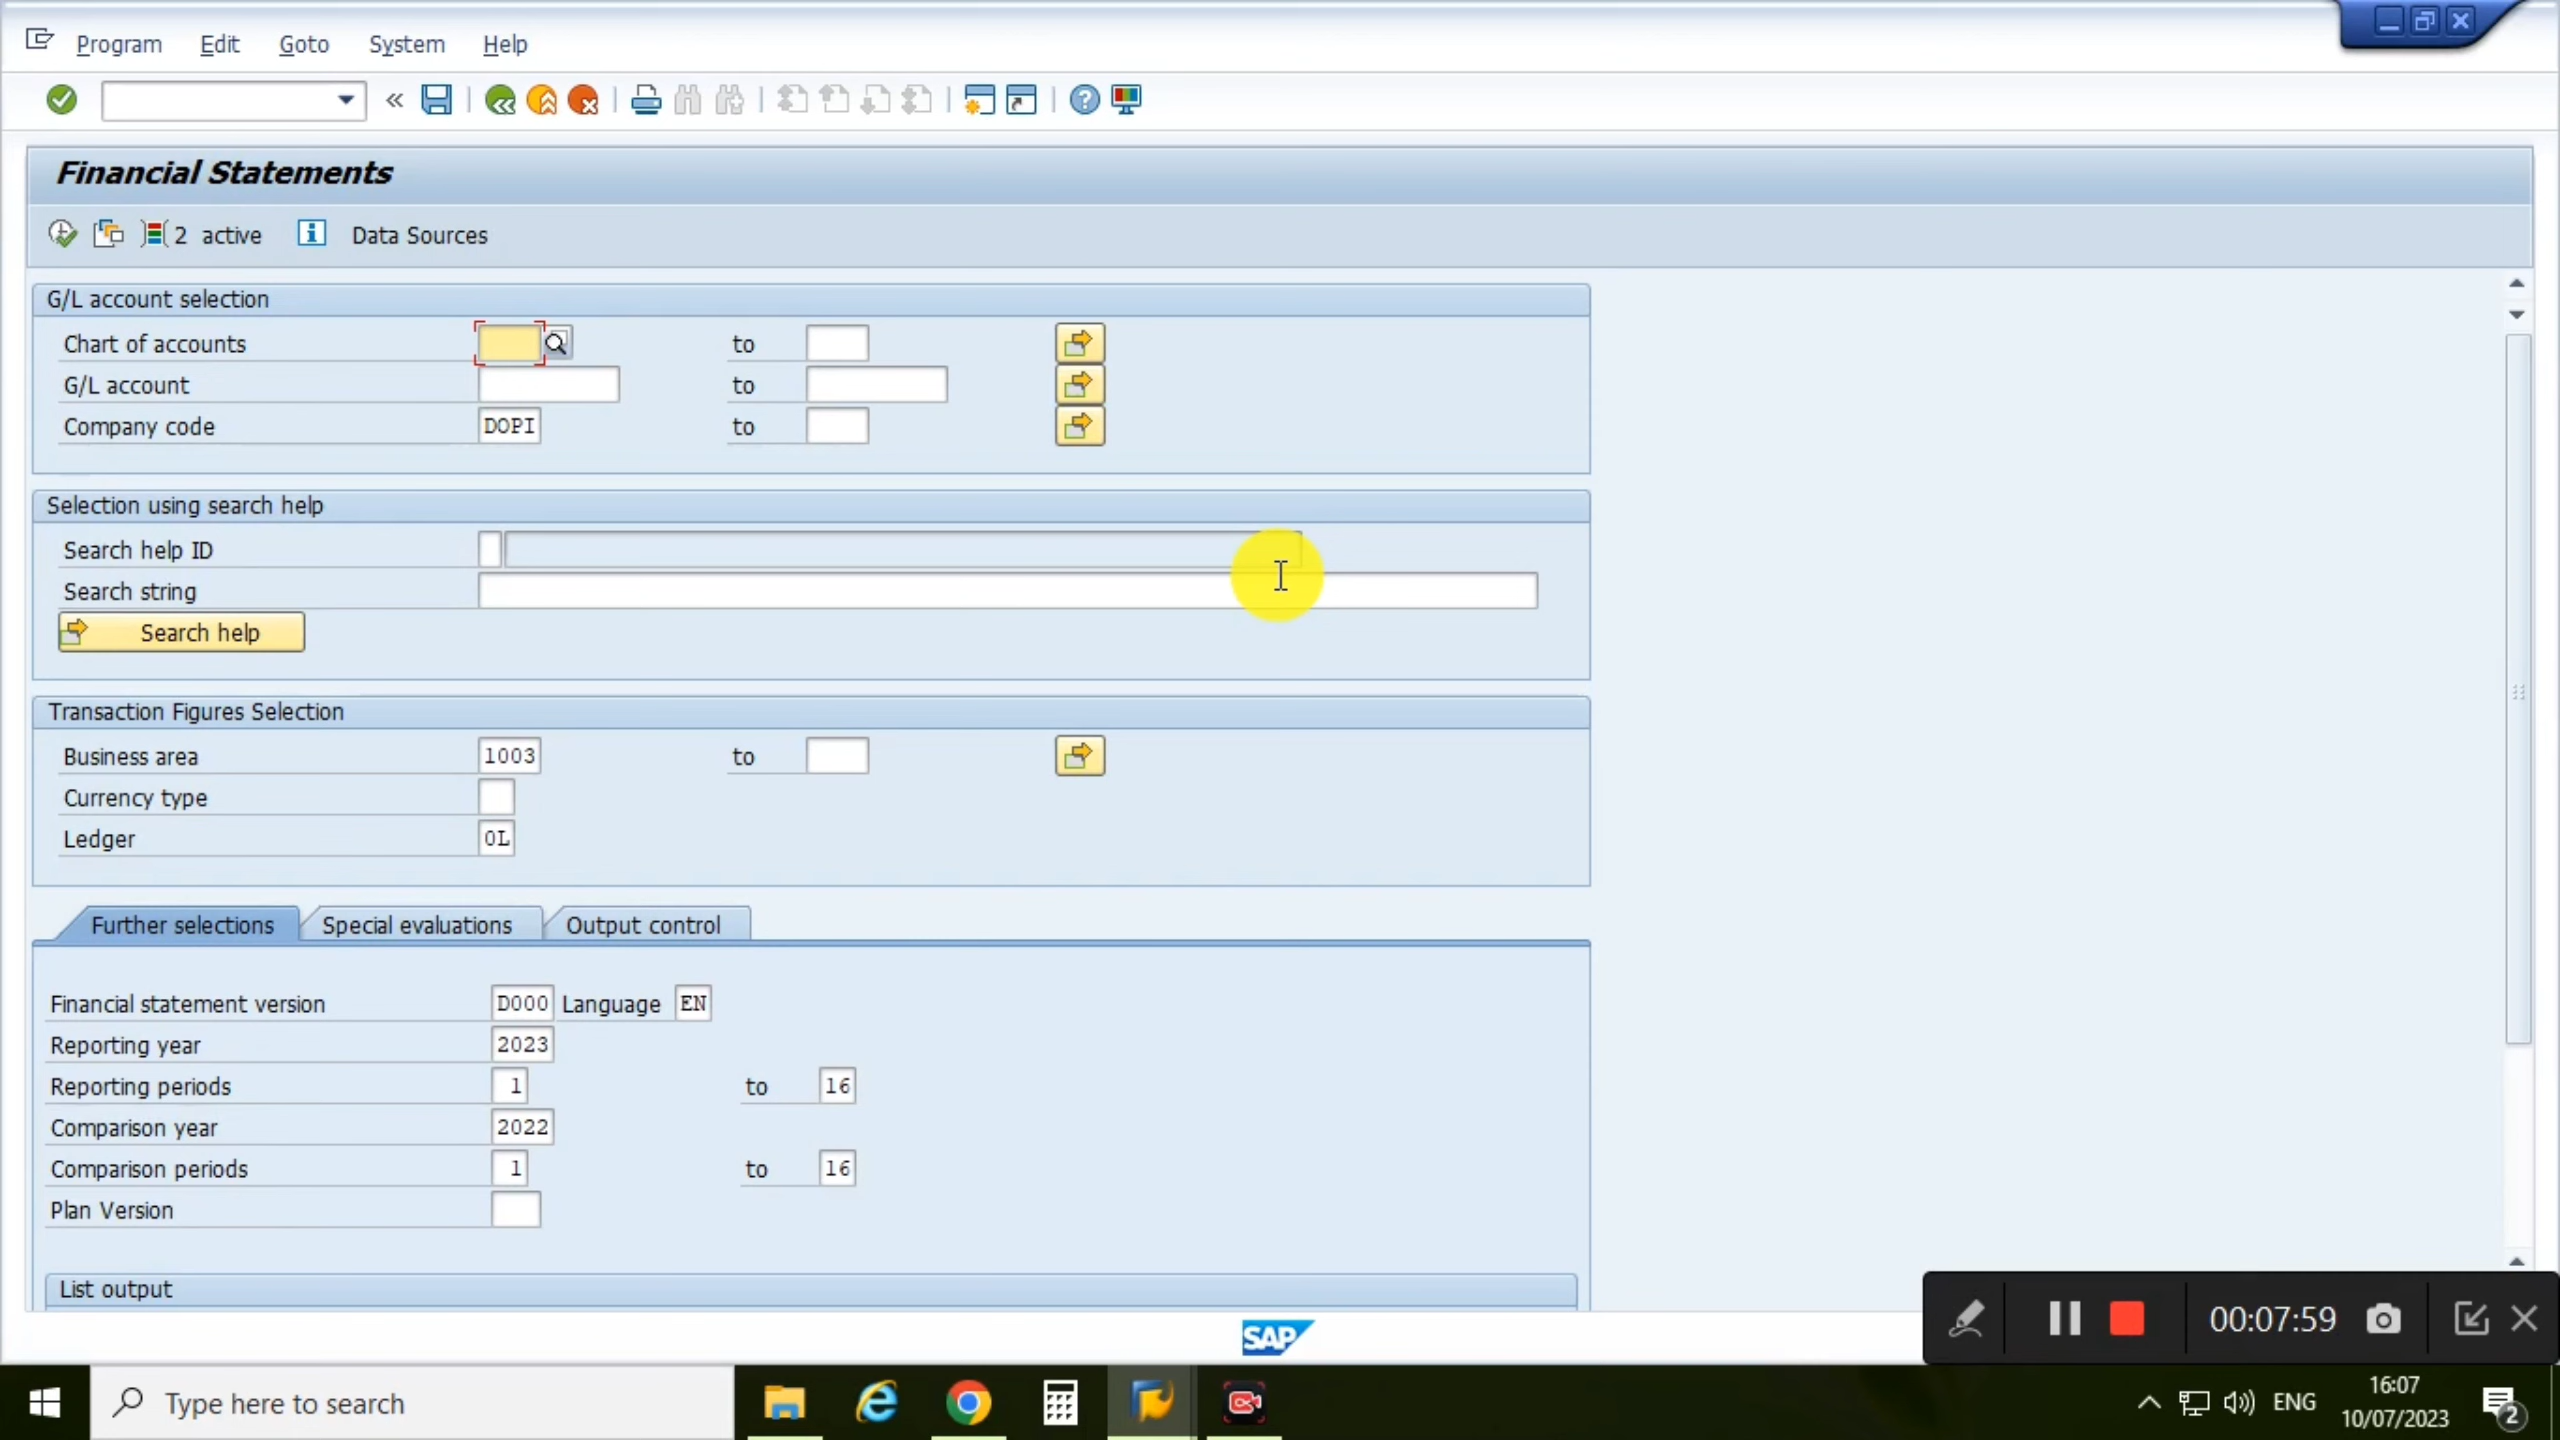 Program Edit Goto System Help
Financial Statements
2 active Data Sources
G/L account selection
Chart of accounts to
G/L account to
Company code DOPI to
Selection using search help
Search help ID
Search string
Search help
Transaction Figures Selection
Business area 1003 to
Currency type
Ledger 0L
Further selections Special evaluations Output control
Financial statement version D000 Language EN
Reporting year 2023
Reporting periods 1 to 16
Comparison year 2022
Comparison periods 1 to 16
Plan Version
List output
SAP
00:07:59
Type here to search
ENG
16:07
10/07/2023
2